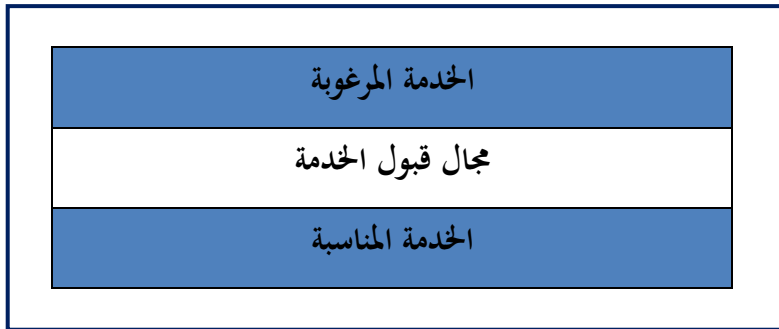 الخدمة المرغوبة
مجال قبول الخدمة
الخدمة المناسبة